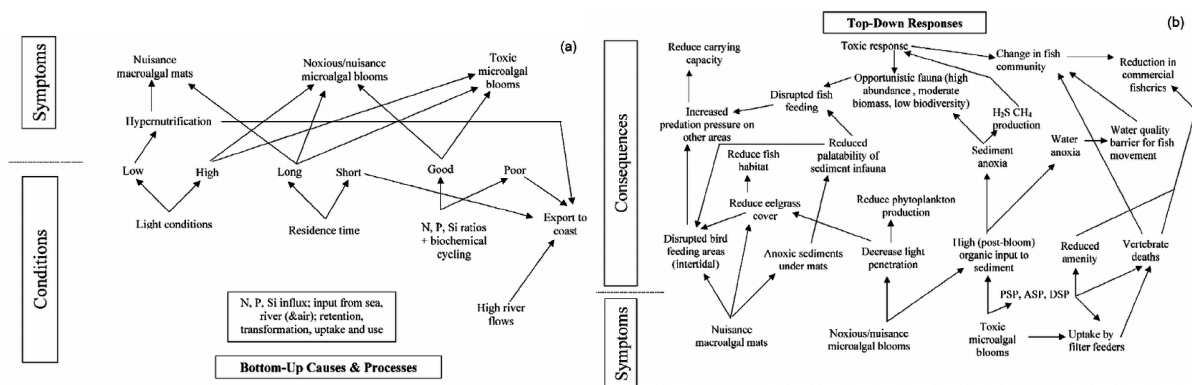 (a)
Symptoms
Nuisance
macroalgal mats
Noxious/nuisance
microalgal blooms
Toxic
microalgal
blooms
Hypernutrification
Low
High
Long
Short
Good
Poor
Light conditions
Residence time
N, P, Si ratios
+ biochemical
cycling
Export to
coast
Conditions
N, P, Si influx; input from sea,
river (&air); retention,
transformation, uptake and use
High river
flows
Bottom-Up Causes & Processes
Top-Down Responses
(b)
Consequences
Reduce carrying
capacity
Toxic response
Change in fish
community
Reduction in
commercial
fisheries
Disrupted fish
feeding
Opportunistic fauna (high
abundance , moderate
biomass, low biodiversity)
Increased
predation pressure on
other areas
H2S CH4
production
Water
anoxia
Water quality
barrier for fish
movement
Reduced
palatability of
sediment infauna
Sediment
anoxia
Reduce fish
habitat
Reduce eelgrass
cover
Reduce phytoplankton
production
Disrupted bird
feeding areas
(intertidal)
Anoxic sediments
under mats
Decrease light
penetration
High (post-bloom)
organic input to
sediment
Reduced
amenity
Vertebrate
deaths
PSP, ASP, DSP
Symptoms
Nuisance
macroalgal mats
Noxious/nuisance
microalgal blooms
Toxic
microalgal
blooms
Uptake by
filter feeders